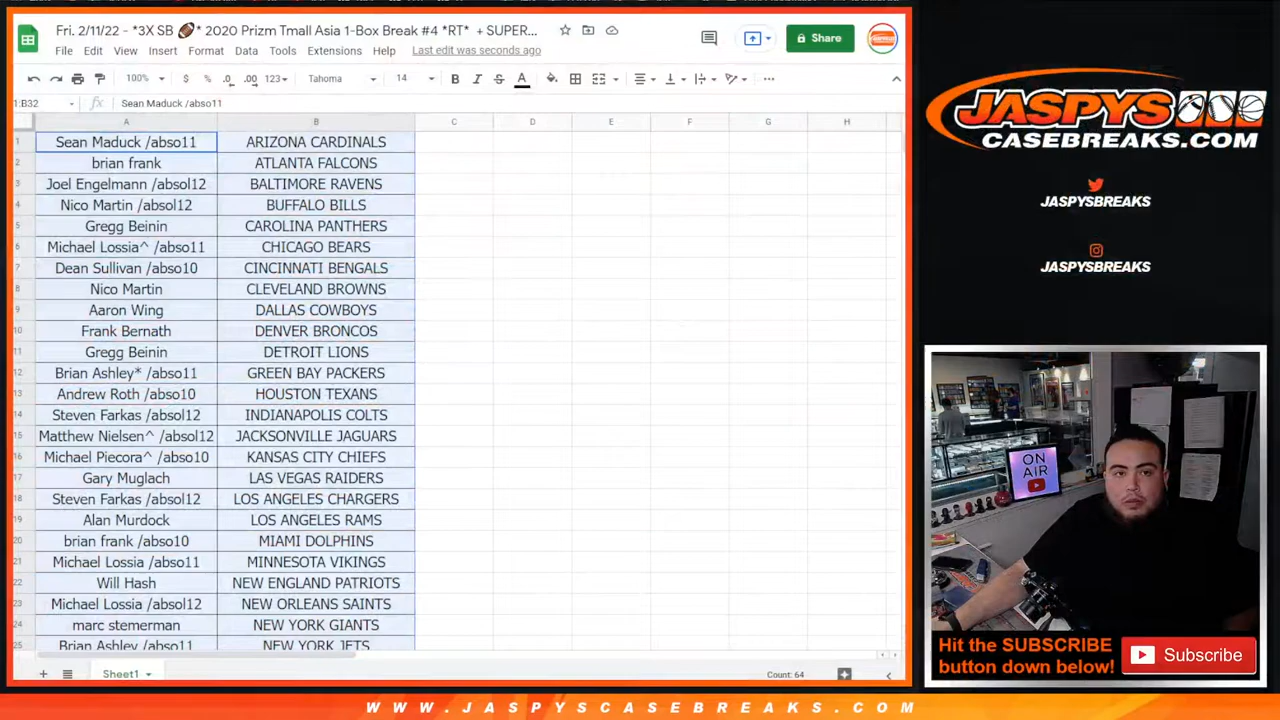 Fri. 2/11/22 - *3X SB 🏈* 2020 Prizm Tmall Asia 1-Box Break #4 *RT* + SUPER...
File Edit View Insert Format Data Tools Extensions Help Last edit was seconds ago
Share
100% $ % .0 .00 123 Tahoma 14 B I S A
1:B32 fx Sean Maduck /abso11
A B C D E F G H
1 Sean Maduck /abso11 ARIZONA CARDINALS
2 brian frank ATLANTA FALCONS
3 Joel Engelmann /absol12 BALTIMORE RAVENS
4 Nico Martin /absol12 BUFFALO BILLS
5 Gregg Beinin CAROLINA PANTHERS
6 Michael Lossia^ /abso11 CHICAGO BEARS
7 Dean Sullivan /abso10 CINCINNATI BENGALS
8 Nico Martin CLEVELAND BROWNS
9 Aaron Wing DALLAS COWBOYS
10 Frank Bernath DENVER BRONCOS
11 Gregg Beinin DETROIT LIONS
12 Brian Ashley* /abso11 GREEN BAY PACKERS
13 Andrew Roth /abso10 HOUSTON TEXANS
14 Steven Farkas /absol12 INDIANAPOLIS COLTS
15 Matthew Nielsen^ /absol12 JACKSONVILLE JAGUARS
16 Michael Piecora^ /abso10 KANSAS CITY CHIEFS
17 Gary Muglach LAS VEGAS RAIDERS
18 Steven Farkas /absol12 LOS ANGELES CHARGERS
19 Alan Murdock LOS ANGELES RAMS
20 brian frank /abso10 MIAMI DOLPHINS
21 Michael Lossia /abso11 MINNESOTA VIKINGS
22 Will Hash NEW ENGLAND PATRIOTS
23 Michael Lossia /absol12 NEW ORLEANS SAINTS
24 marc stemerman NEW YORK GIANTS
25 Brian Ashley /abso11 NEW YORK JETS
Sheet1
Count: 64
JASPYS
CASEBREAKS.COM
JASPYSBREAKS
JASPYSBREAKS
ON
AIR
Hit the SUBSCRIBE
button down below!
Subscribe
WWW.JASPYSCASEBREAKS.COM